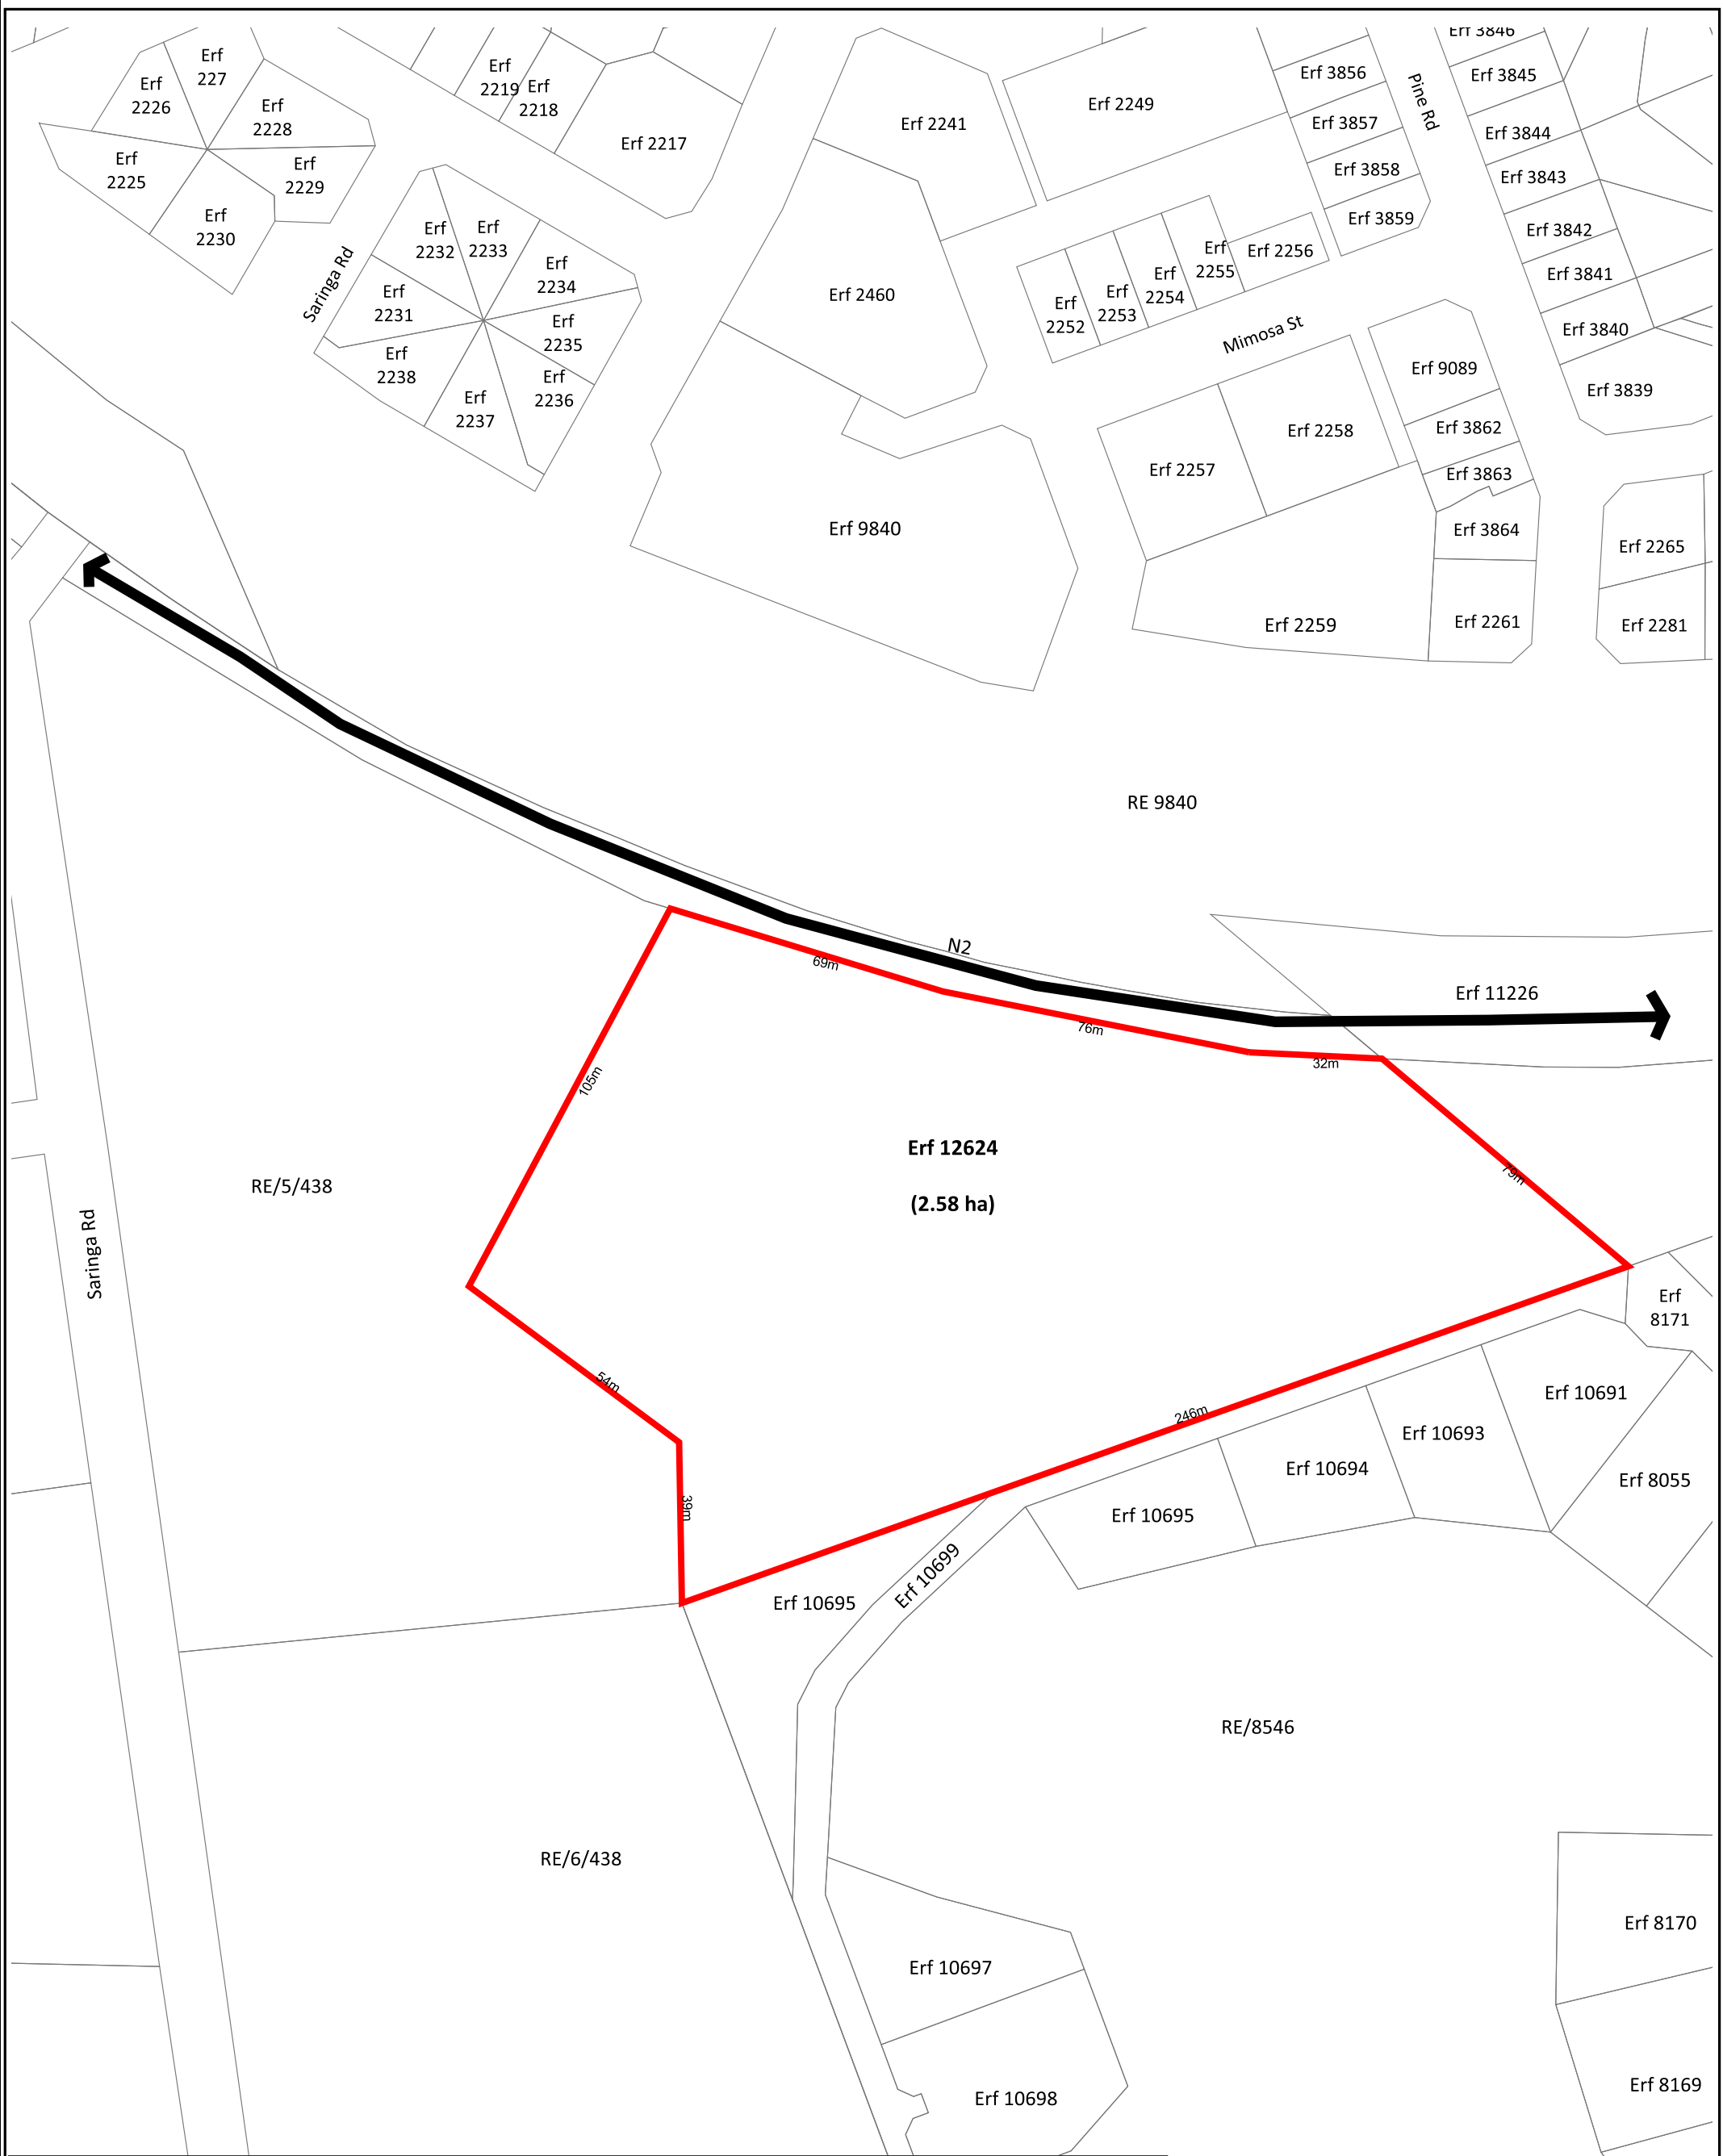 Erf
227
Erf
2226
Erf
2228
Erf
2225
Erf
2229
Erf
2230
Erf
2219
Erf
2218
Erf 2217
Erf 2241
Erf 2249
Erf 3856
Erf 3857
Erf 3858
Erf 3859
Pine Rd
Erf 3846
Erf 3845
Erf 3844
Erf 3843
Erf 3842
Erf 3841
Erf 3840
Erf 3839
Saringa Rd
Erf
2232
Erf
2233
Erf
2234
Erf
2231
Erf
2235
Erf
2238
Erf
2236
Erf
2237
Erf 2460
Erf
2252
Erf
2253
Erf
2254
Erf
2255
Erf 2256
Mimosa St
Erf 9089
Erf 3862
Erf 3863
Erf 3864
Erf 2257
Erf 2258
Erf 9840
Erf 2259
Erf 2261
Erf 2265
Erf 2281
RE 9840
N2
69m
76m
32m
Erf 11226
105m
Erf 12624
(2.58 ha)
79m
RE/5/438
Saringa Rd
54m
39m
246m
Erf
8171
Erf 10691
Erf 10693
Erf 10694
Erf 8055
Erf 10695
Erf 10699
Erf 10695
RE/8546
RE/6/438
Erf 8170
Erf 10697
Erf 8169
Erf 10698